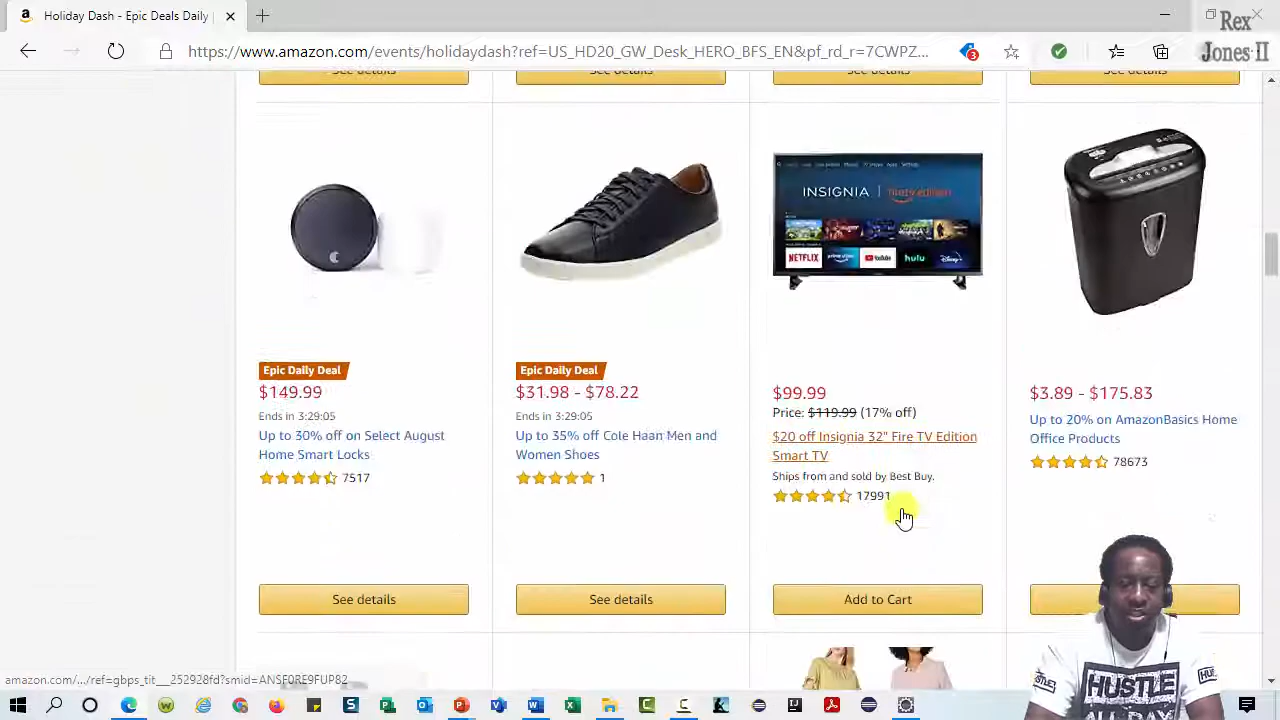 Holiday Dash - Epic Deals Daily
Rex
Jones II
https://www.amazon.com/events/holidaydash?ref=US_HD20_GW_Desk_HERO_BFS_EN&pf_rd_r=7CWPZ...
3
See details
See details
See details
See details
INSIGNIA
firetv edition
NETFLIX
prime video
YouTube
hulu
Disney+
Epic Daily Deal
$149.99
Ends in 3:29:05
Up to 30% off on Select August
Home Smart Locks
7517
See details
Epic Daily Deal
$31.98 - $78.22
Ends in 3:29:05
Up to 35% off Cole Haan Men and
Women Shoes
1
See details
$99.99
Price: $119.99 (17% off)
$20 off Insignia 32" Fire TV Edition
Smart TV
Ships from and sold by Best Buy.
17991
Add to Cart
$3.89 - $175.83
Up to 20% on AmazonBasics Home
Office Products
78673
HUSTLE
amazon.com/.../ref=gbps_tit__252928fd?smid=ANSF0RE9FUP82